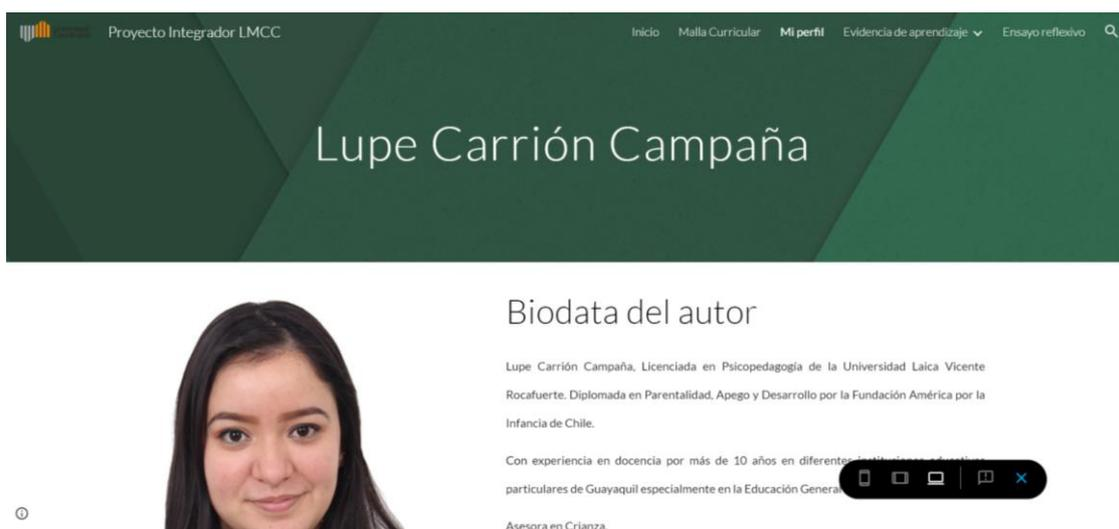 Proyecto Integrador LMCC
Inicio Malla Curricular Mi perfil Evidencia de aprendizaje Ensayo reflexivo
Lupe Carrión Campaña
Biodata del autor
Lupe Carrión Campaña, Licenciada en Psicopedagogía de la Universidad Laica Vicente
Rocafuerte. Diplomada en Parentalidad, Apego y Desarrollo por la Fundación América por la
Infancia de Chile.
Con experiencia en docencia por más de 10 años en diferentes instituciones educativas
particulares de Guayaquil especialmente en la Educación General
Asesora en Crianza.